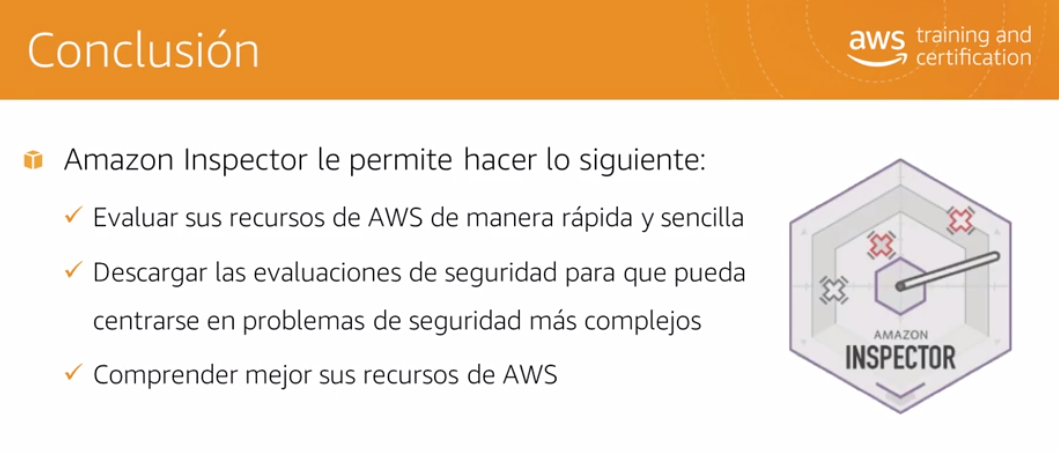 Conclusión
aws training and
certification
Amazon Inspector le permite hacer lo siguiente:
Evaluar sus recursos de AWS de manera rápida y sencilla
Descargar las evaluaciones de seguridad para que pueda
centrarse en problemas de seguridad más complejos
Comprender mejor sus recursos de AWS
AMAZON
INSPECTOR